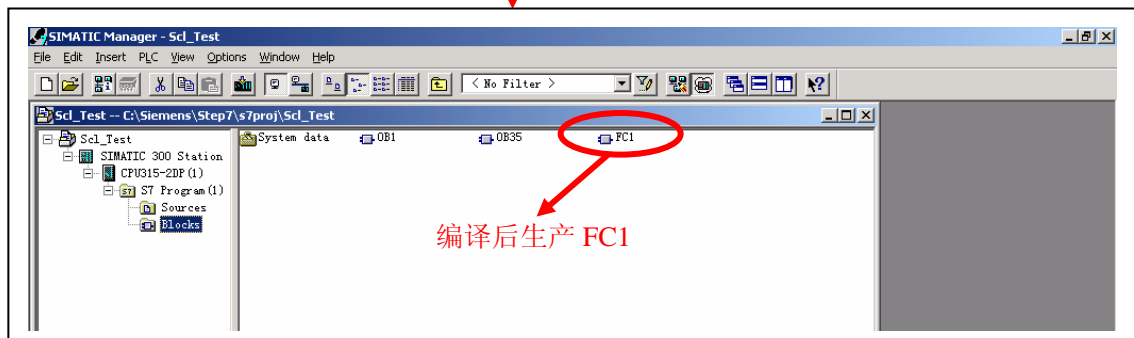 SIMATIC Manager - Scl_Test
File Edit Insert PLC View Options Window Help
< No Filter >
Scl_Test -- C:\Siemens\Step7\s7proj\Scl_Test
Scl_Test
SIMATIC 300 Station
CPU315-2DP(1)
S7 Program(1)
Sources
Blocks
System data OB1 OB35 FC1
编译后生产 FC1